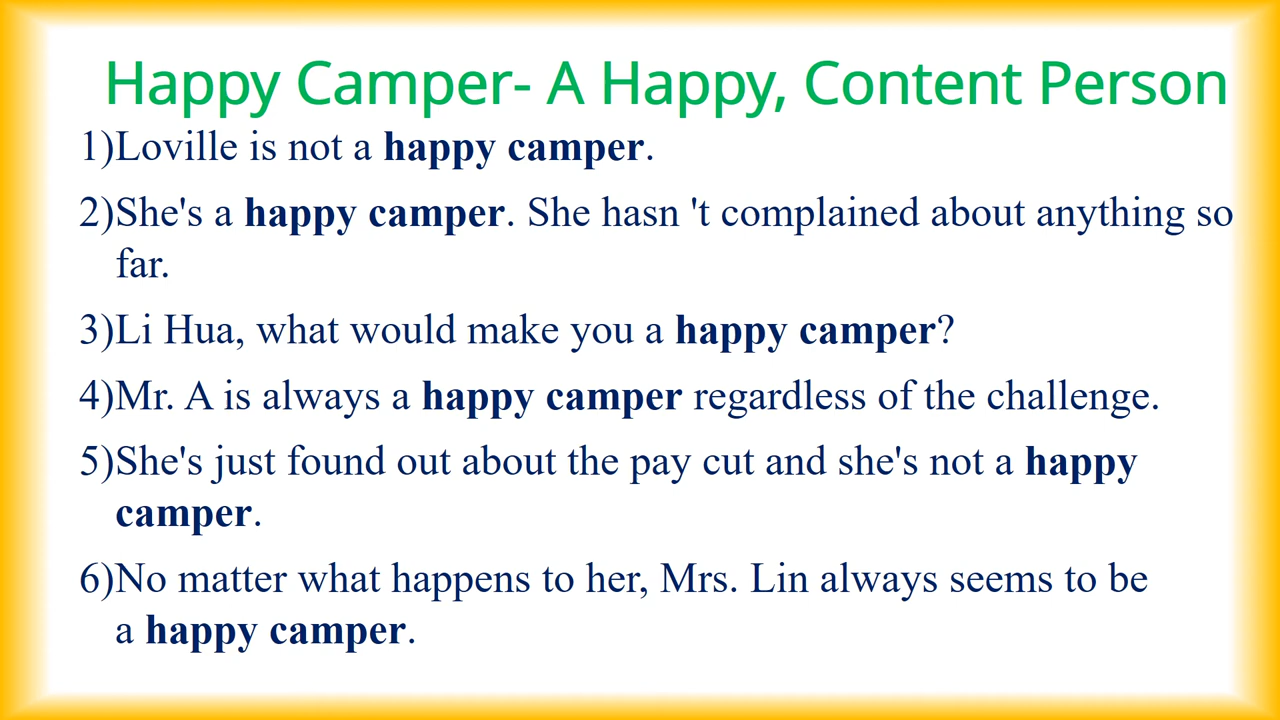 Happy Camper- A Happy, Content Person
1)Loville is not a happy camper.
2)She's a happy camper. She hasn 't complained about anything so
far.
3)Li Hua, what would make you a happy camper?
4)Mr. A is always a happy camper regardless of the challenge.
5)She's just found out about the pay cut and she's not a happy
camper.
6)No matter what happens to her, Mrs. Lin always seems to be
a happy camper.